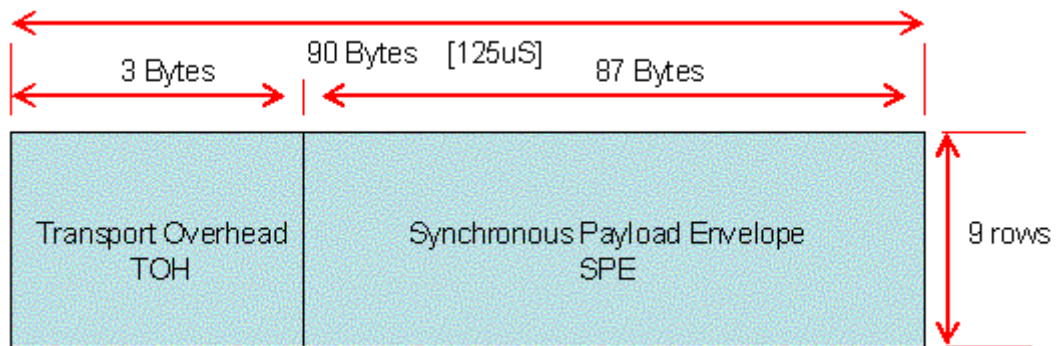 90 Bytes [125uS]
3 Bytes
87 Bytes
Transport Overhead
TOH
Synchronous Payload Envelope
SPE
9 rows